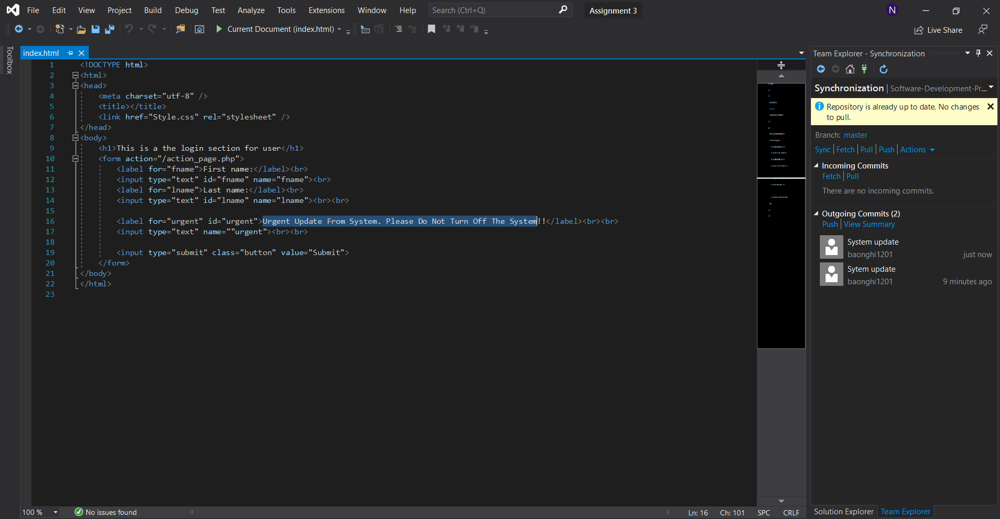 File Edit View Project Build Debug Test Analyze Tools Extensions Window Help Search (Ctrl+Q) Assignment 3 N
Current Document (index.html) Live Share
Toolbox
index.html
1 <!DOCTYPE html>
2 <html>
3 <head>
4 <meta charset="utf-8" />
5 <title></title>
6 <link href="Style.css" rel="stylesheet" />
7 </head>
8 <body>
9 <h1>This is a the login section for user</h1>
10 <form action="/action_page.php">
11 <label for="fname">First name:</label><br>
12 <input type="text" id="fname" name="fname"><br>
13 <label for="lname">Last name:</label><br>
14 <input type="text" id="lname" name="lname"><br><br>
15
16 <label for="urgent" id="urgent">Urgent Update From System. Please Do Not Turn Off The System!!</label><br><br>
17 <input type="text" name=""urgent"><br><br>
18
19 <input type="submit" class="button" value="Submit">
20 </form>
21 </body>
22 </html>
23
100 % No issues found Ln: 16 Ch: 101 SPC CRLF
Team Explorer - Synchronization
Synchronization | Software-Development-Pr...
Repository is already up to date. No changes
to pull.
Branch: master
Sync | Fetch | Pull | Push | Actions
Incoming Commits
Fetch | Pull
There are no incoming commits.
Outgoing Commits (2)
Push | View Summary
System update
baonghi1201 just now
Sytem update
baonghi1201 9 minutes ago
Solution Explorer Team Explorer